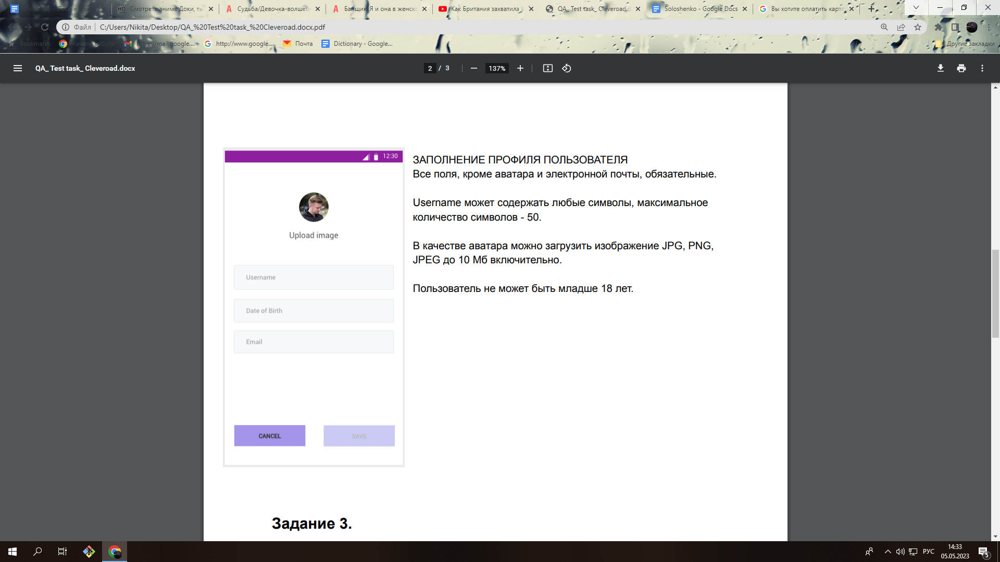 Смотреть аниме Доки, ты
Судьба/Девочка-волшебн
Банщик Я и она в женско
Как Британия захватила
QA_ Test task_ Cleveroad.d
Soloshenko - Google Docs
Вы хотите оплатить карто
Файл
C:/Users/Nikita/Desktop/QA_%20Test%20task_%20Cleveroad.docx.pdf
Bookmarks
https://mail.google....
http://www.google....
Почта
Dictionary - Google...
Другие закладки
QA_ Test task_ Cleveroad.docx
2 / 3
137%
12:30
Upload image
Username
Date of Birth
Email
CANCEL
SAVE
ЗАПОЛНЕНИЕ ПРОФИЛЯ ПОЛЬЗОВАТЕЛЯ
Все поля, кроме аватара и электронной почты, обязательные.
Username может содержать любые символы, максимальное
количество символов - 50.
В качестве аватара можно загрузить изображение JPG, PNG,
JPEG до 10 Мб включительно.
Пользователь не может быть младше 18 лет.
Задание 3.
РУС
14:33
05.05.2023
5